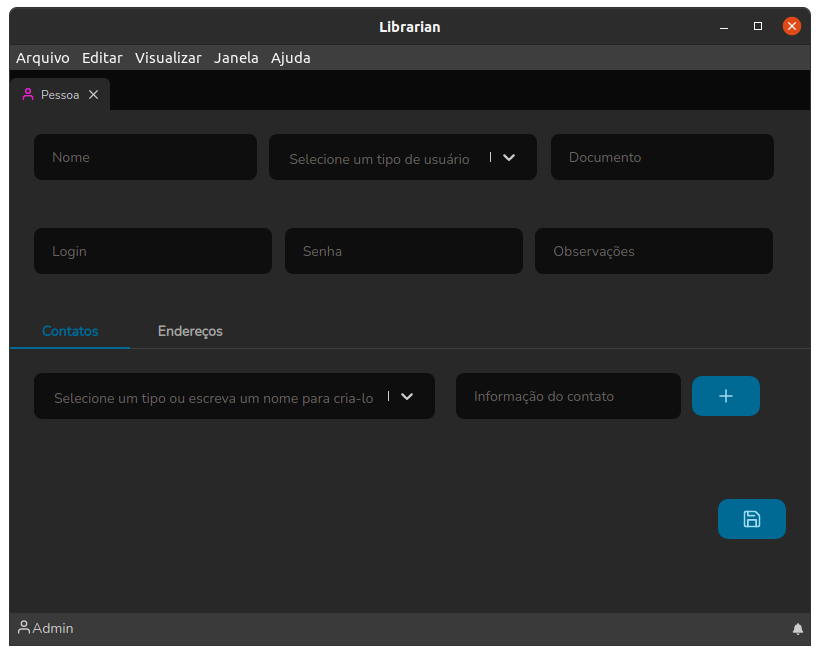 Librarian
Arquivo Editar Visualizar Janela Ajuda
Pessoa
Nome Selecione um tipo de usuário Documento
Login Senha Observações
Contatos Endereços
Selecione um tipo ou escreva um nome para cria-lo Informação do contato
Admin